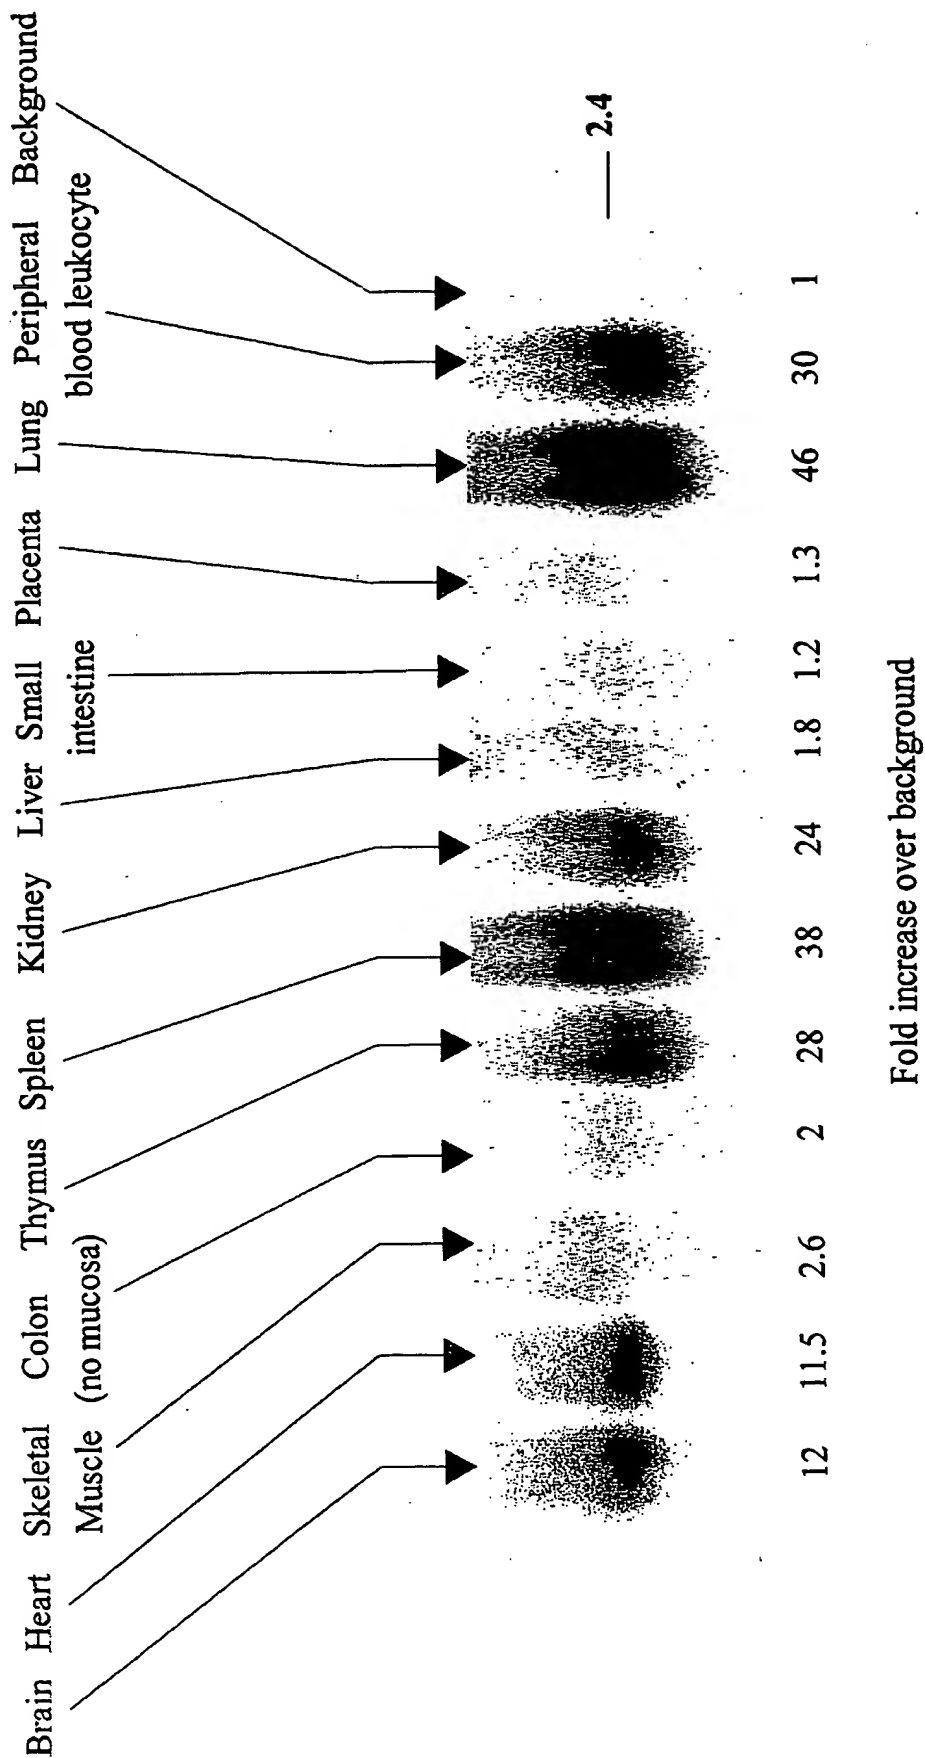 Brain Heart Skeletal Colon Thymus Spleen Kidney Liver Small Placenta Lung Peripheral Background
Muscle (no mucosa) intestine blood leukocyte
2.4
12 11.5 2.6 2 28 38 24 1.8 1.2 1.3 46 30 1
Fold increase over background